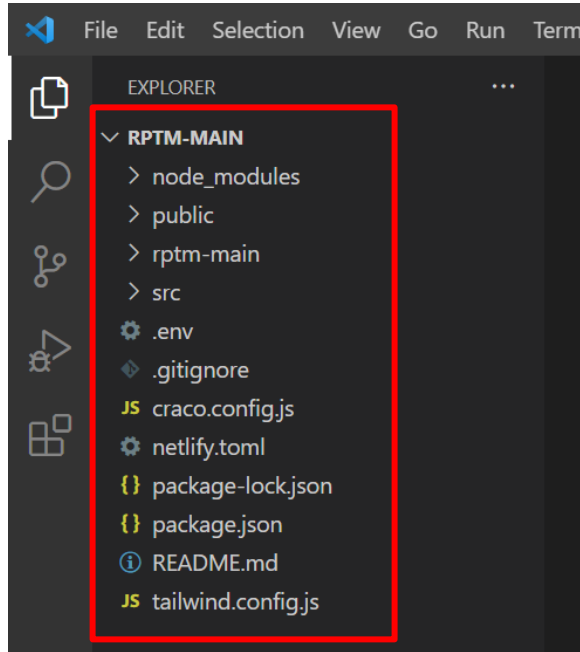 File Edit Selection View Go Run Term
EXPLORER ...
RPTM-MAIN
node_modules
public
rptm-main
src
.env
.gitignore
JS craco.config.js
netlify.toml
{} package-lock.json
{} package.json
README.md
JS tailwind.config.js